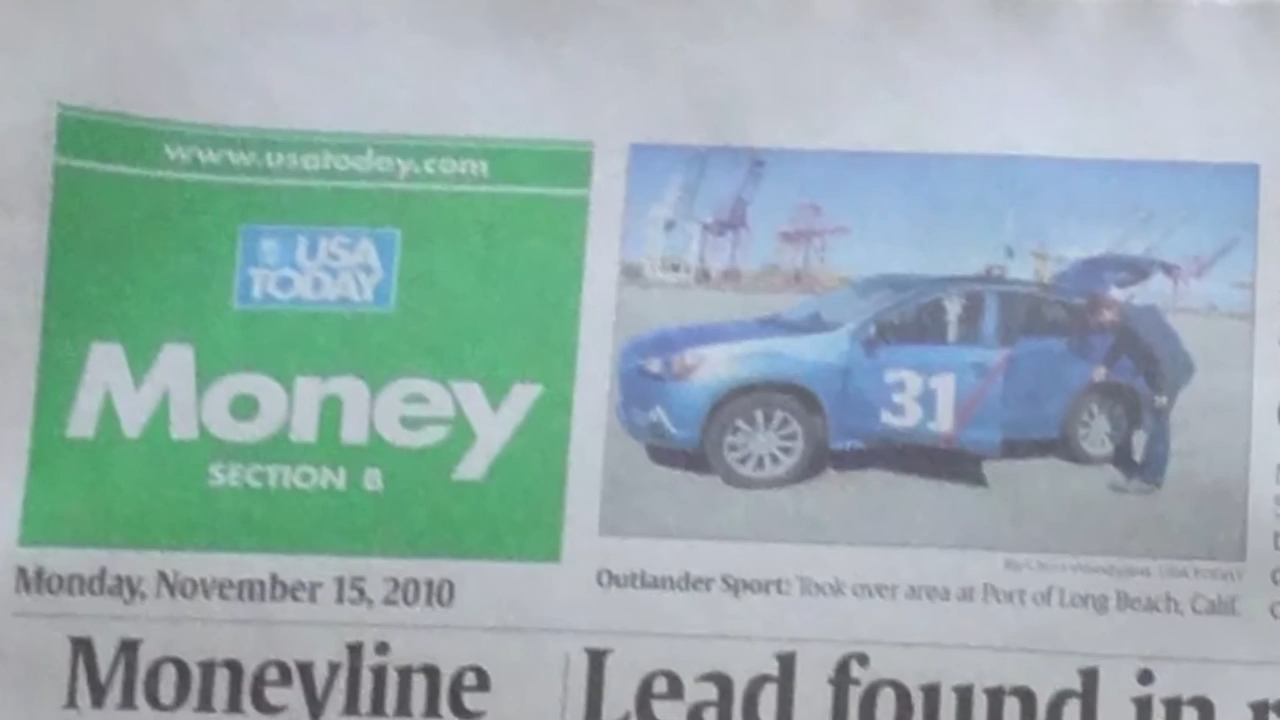 www.usatoday.com
USA
TODAY
Money
SECTION B
31
Monday, November 15, 2010
Outlander Sport: Took over area at Port of Long Beach, Calif.
Moneyline
Lead found in